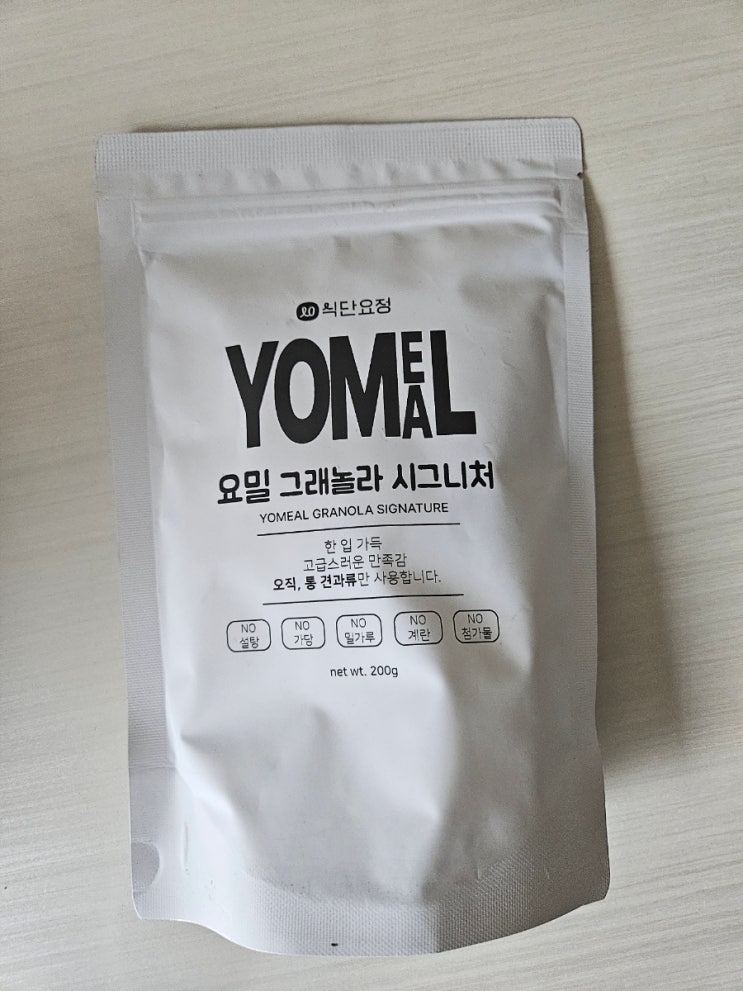 식단요정
YOMEAL
요밀 그래놀라 시그니처
YOMEAL GRANOLA SIGNATURE
한 입 가득
고급스러운 만족감
오직, 통 견과류만 사용합니다.
NO 설탕
NO 가당
NO 밀가루
NO 계란
NO 첨가물
net wt. 200g